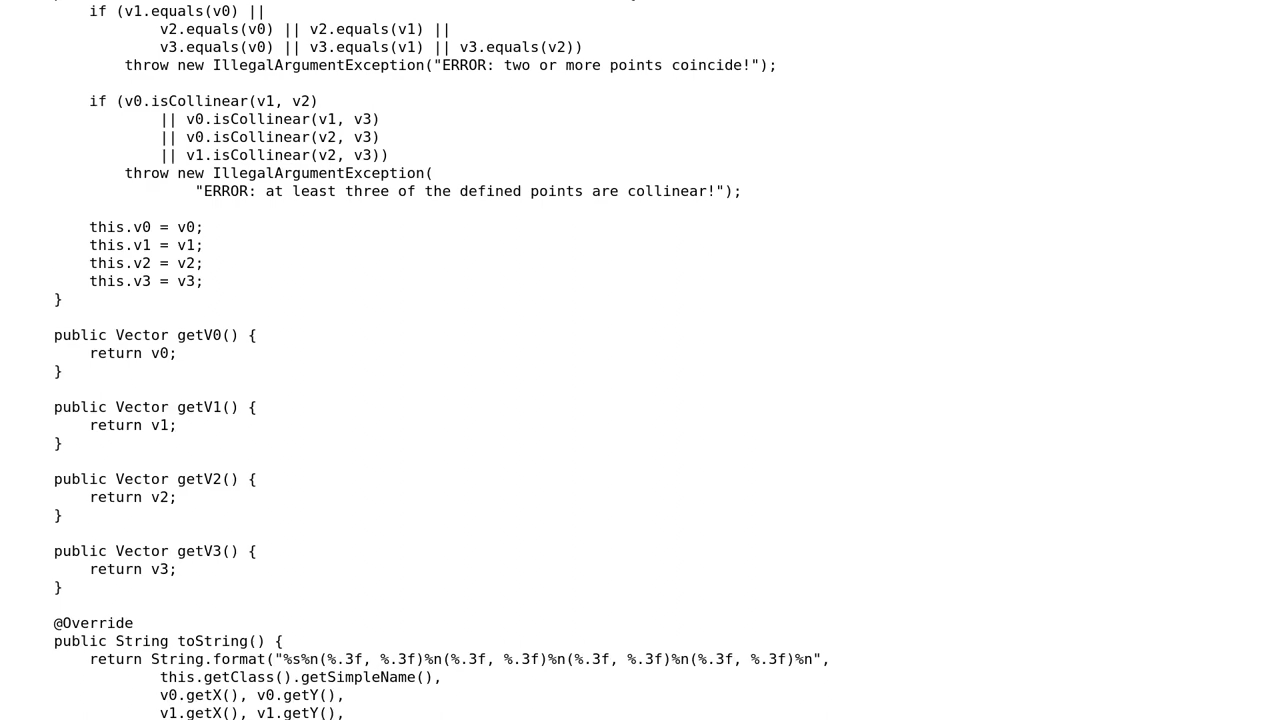 if (v1.equals(v0) ||
v2.equals(v0) || v2.equals(v1) ||
v3.equals(v0) || v3.equals(v1) || v3.equals(v2))
throw new IllegalArgumentException("ERROR: two or more points coincide!");
if (v0.isCollinear(v1, v2)
|| v0.isCollinear(v1, v3)
|| v0.isCollinear(v2, v3)
|| v1.isCollinear(v2, v3))
throw new IllegalArgumentException(
"ERROR: at least three of the defined points are collinear!");
this.v0 = v0;
this.v1 = v1;
this.v2 = v2;
this.v3 = v3;
}
public Vector getV0() {
return v0;
}
public Vector getV1() {
return v1;
}
public Vector getV2() {
return v2;
}
public Vector getV3() {
return v3;
}
@Override
public String toString() {
return String.format("%s%n(%.3f, %.3f)%n(%.3f, %.3f)%n(%.3f, %.3f)%n(%.3f, %.3f)%n",
this.getClass().getSimpleName(),
v0.getX(), v0.getY(),
v1.getX(), v1.getY(),